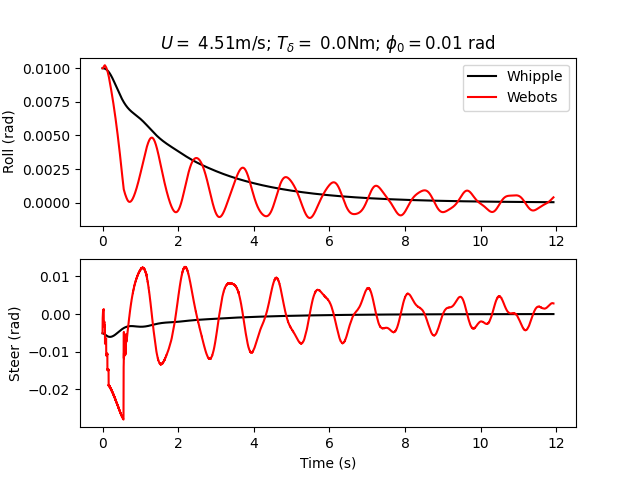 U = 4.51m/s; T_δ = 0.0Nm; ϕ_0 = 0.01 rad
Roll (rad)
0.0100
0.0075
0.0050
0.0025
0.0000
Whipple
Webots
0 2 4 6 8 10 12
Steer (rad)
0.01
0.00
−0.01
−0.02
0 2 4 6 8 10 12
Time (s)